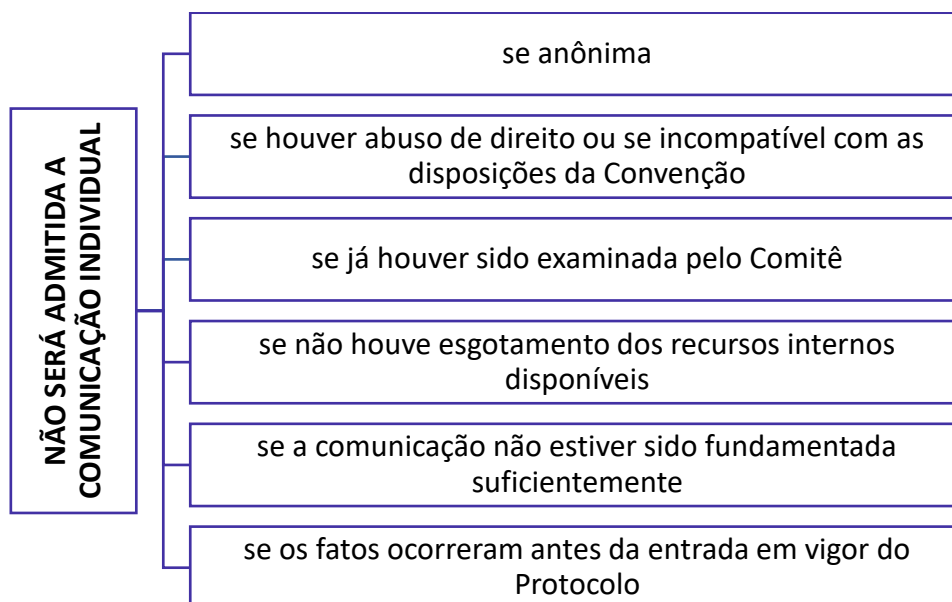 NÃO SERÁ ADMITIDA A
COMUNICAÇÃO INDIVIDUAL
se anônima
se houver abuso de direito ou se incompatível com as
disposições da Convenção
se já houver sido examinada pelo Comitê
se não houve esgotamento dos recursos internos
disponíveis
se a comunicação não estiver sido fundamentada
suficientemente
se os fatos ocorreram antes da entrada em vigor do
Protocolo